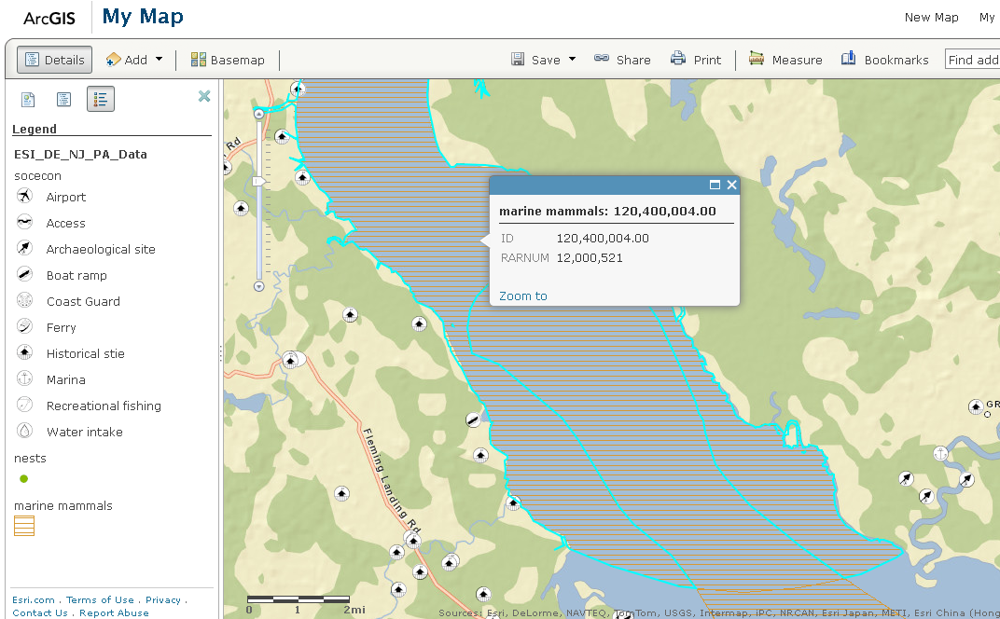 ArcGIS My Map New Map My
Details Add Basemap Save Share Print Measure Bookmarks Find add
Legend
ESI_DE_NJ_PA_Data
socecon
Airport
Access
Archaeological site
Boat ramp
Coast Guard
Ferry
Historical stie
Marina
Recreational fishing
Water intake
nests
marine mammals
Esri.com . Terms of Use . Privacy .
Contact Us . Report Abuse
Rd
marine mammals: 120,400,004.00
ID 120,400,004.00
RARNUM 12,000,521
Zoom to
GR
Fleming Landing Rd
0 1 2mi
Sources: Esri, DeLorme, NAVTEQ, TomTom, USGS, Intermap, iPC, NRCAN, Esri Japan, METI, Esri China (Hong